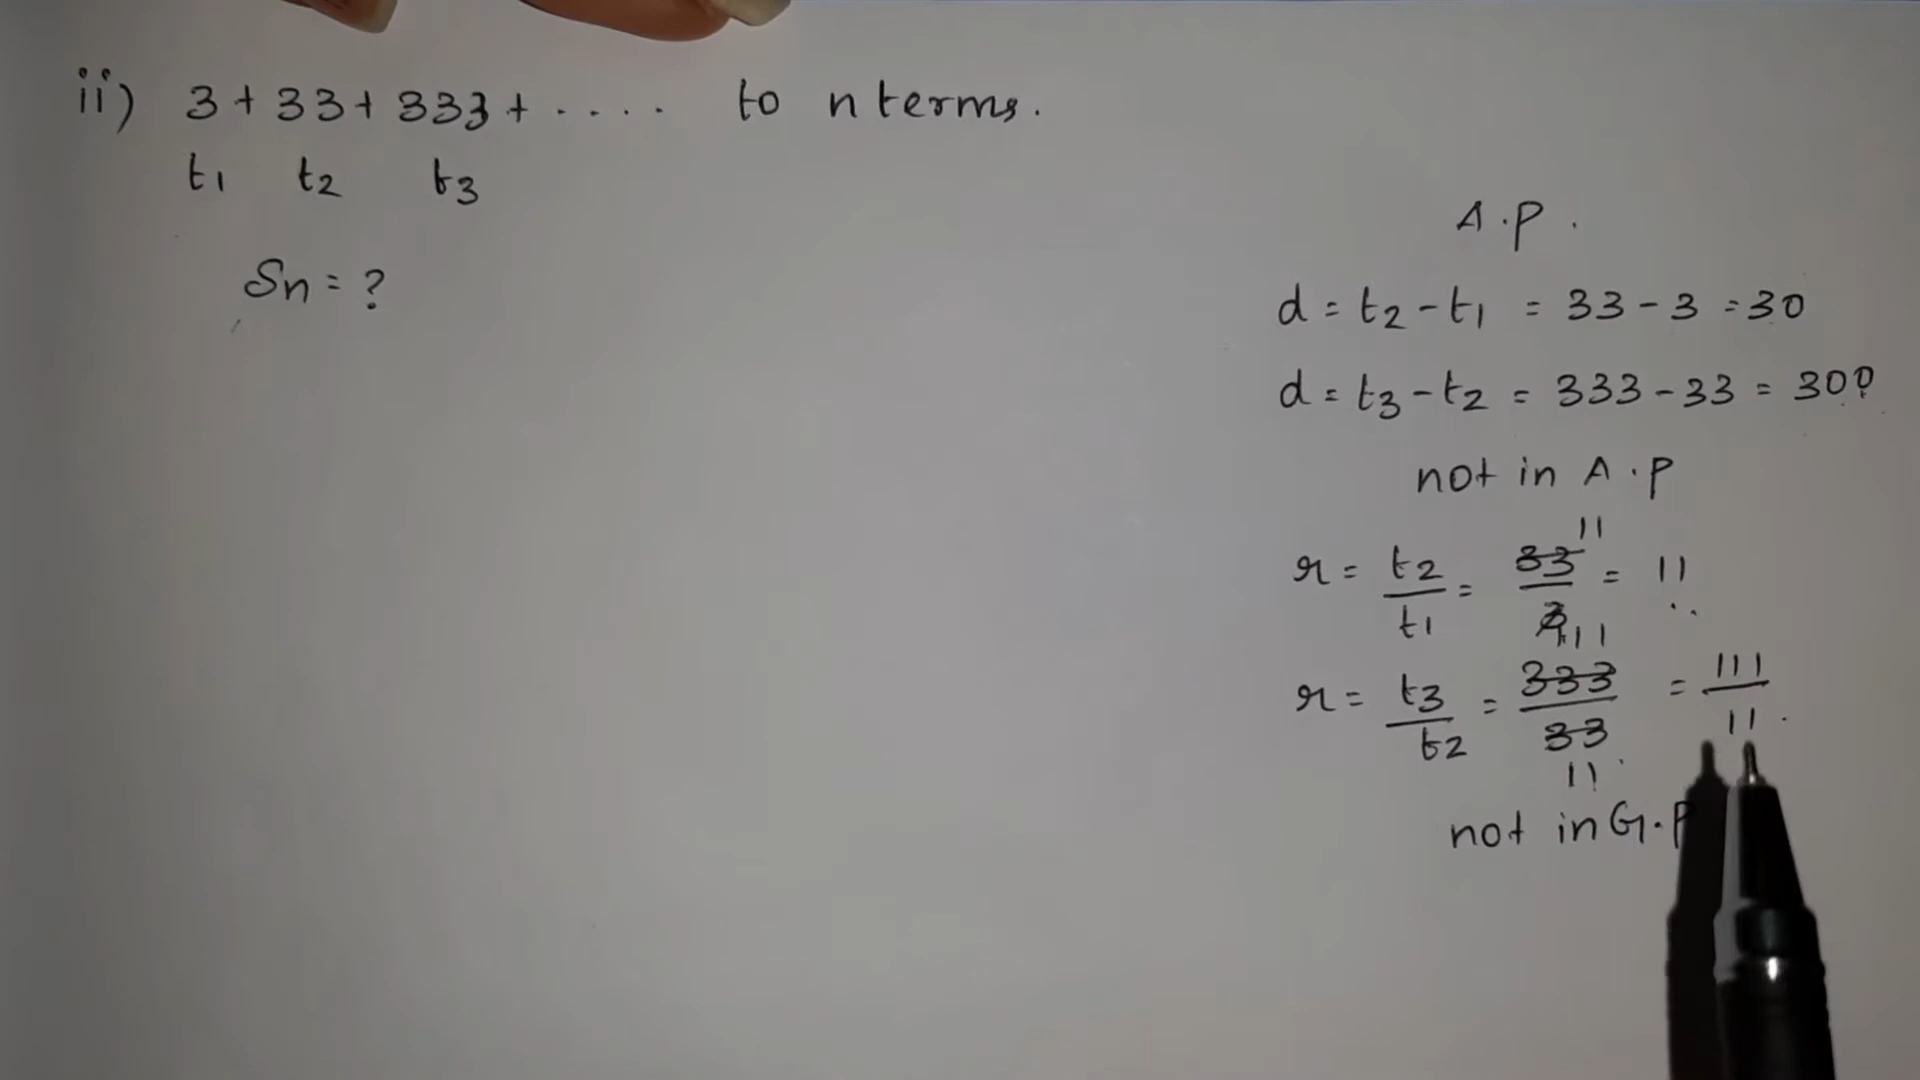 ii) 3 + 33 + 333 + . . . . to n terms.
t1 t2 t3
Sn = ?
A.P.
d = t2 - t1 = 33 - 3 = 30
d = t3 - t2 = 333 - 33 = 300
not in A.P
r = t2/t1 = 33/3 = 11
11
r = t3/t2 = 333/33 = 111/11
111
11
not in G.P